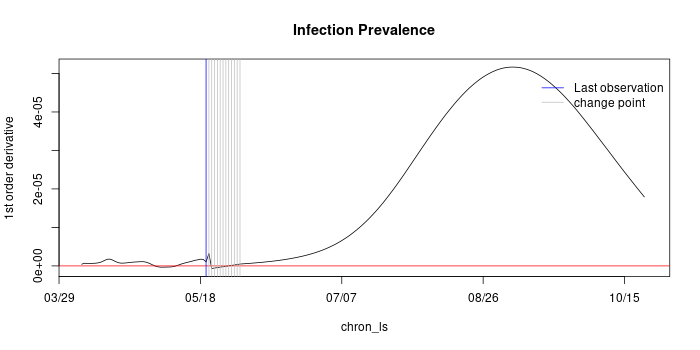 Infection Prevalence
1st order derivative
4e-05
2e-05
0e+00
Last observation
change point
03/29 05/18 07/07 08/26 10/15
chron_ls